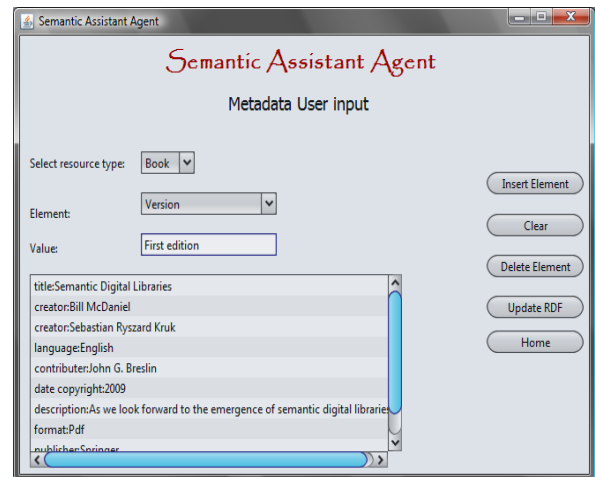 Semantic Assistant Agent
Semantic Assistant Agent
Metadata User input
Select resource type: Book
Element: Version
Value: First edition
Insert Element
Clear
Delete Element
Update RDF
Home
title:Semantic Digital Libraries
creator:Bill McDaniel
creator:Sebastian Ryszard Kruk
language:English
contributer:John G. Breslin
date copyright:2009
description:As we look forward to the emergence of semantic digital libraries
format:Pdf
publisher:Springer